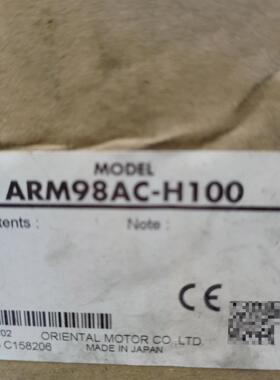 MODEL
ARM98AC-H100
tents : Note :
CE
02
ORIENTAL MOTOR CO.,LTD.
C158206 MADE IN JAPAN